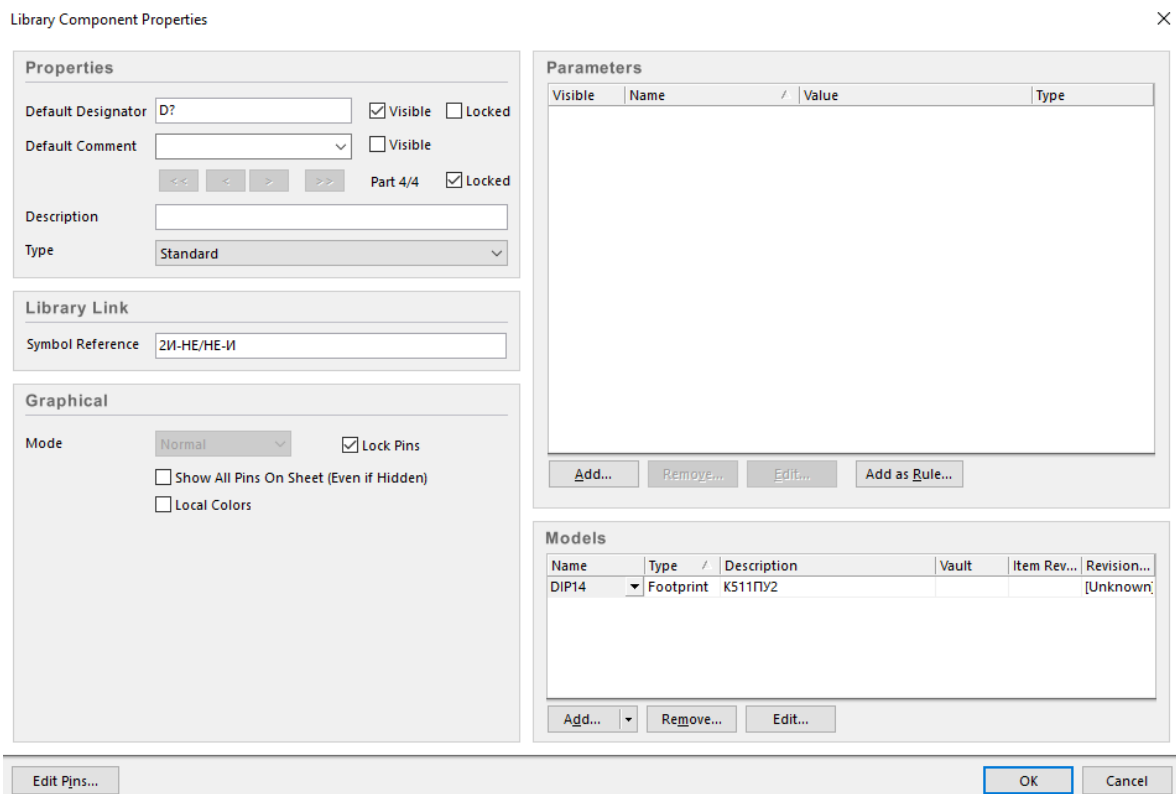 Library Component Properties
Properties
Default Designator D? Visible Locked
Default Comment Visible
<< < > >> Part 4/4 Locked
Description
Type Standard
Library Link
Symbol Reference 2И-НЕ/НЕ-И
Graphical
Mode Normal Lock Pins
Show All Pins On Sheet (Even if Hidden)
Local Colors
Parameters
Visible Name Value Type
Add... Remove... Edit... Add as Rule...
Models
Name Type Description Vault Item Rev... Revision...
DIP14 Footprint К511ПУ2 [Unknown]
Add... Remove... Edit...
Edit Pins... OK Cancel